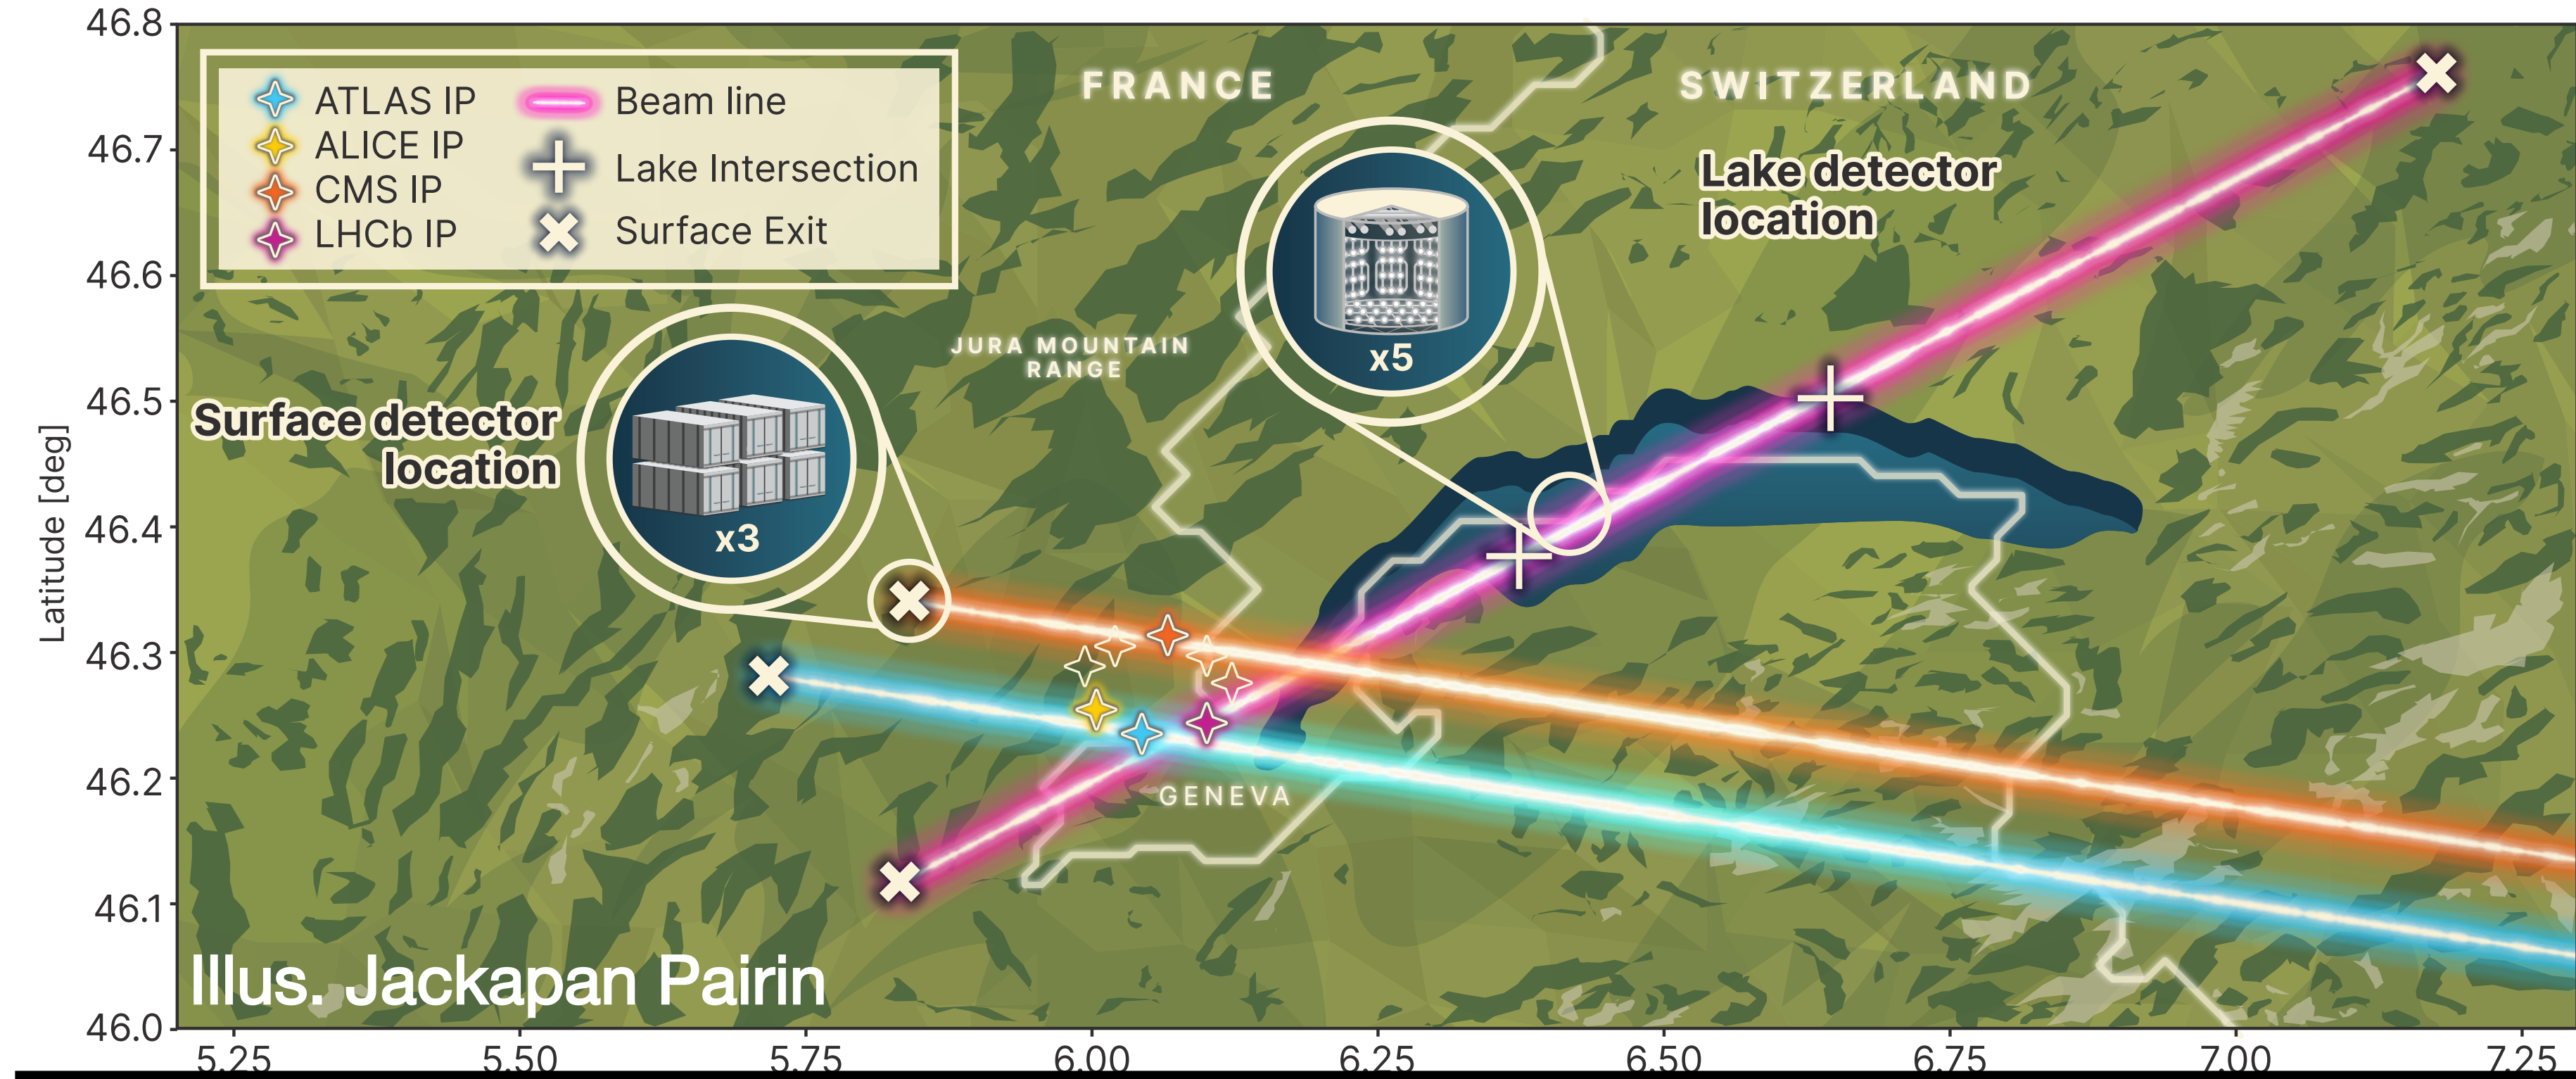 46.8
46.7
46.6
46.5
46.4
46.3
46.2
46.1
46.0
Latitude [deg]
ATLAS IP
ALICE IP
CMS IP
LHCb IP
Beam line
Lake Intersection
Surface Exit
FRANCE
SWITZERLAND
Lake detector
location
JURA MOUNTAIN
RANGE
x5
Surface detector
location
x3
GENEVA
Illus. Jackapan Pairin
5.25
5.50
5.75
6.00
6.25
6.50
6.75
7.00
7.25